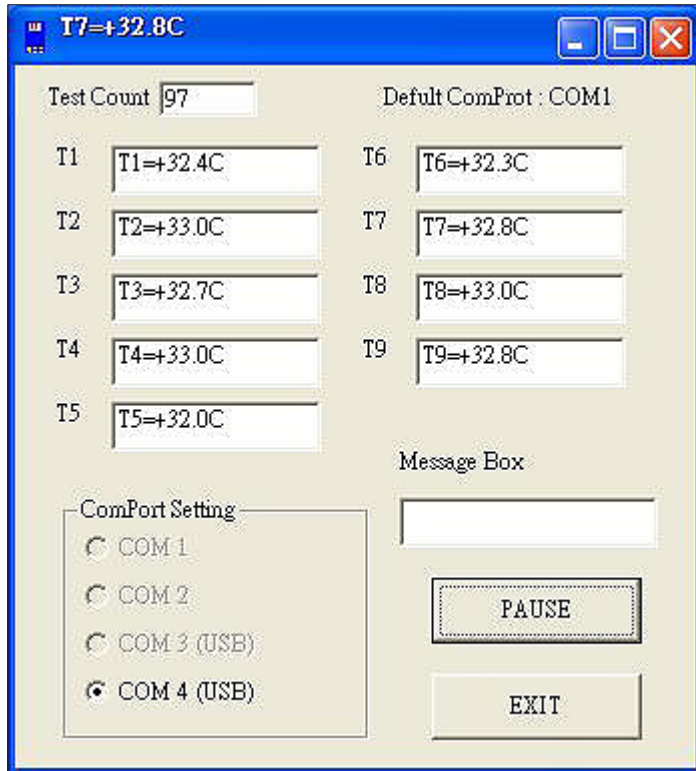 T7=+32.8C
Test Count 97
Defult ComProt : COM1
T1 T1=+32.4C
T2 T2=+33.0C
T3 T3=+32.7C
T4 T4=+33.0C
T5 T5=+32.0C
T6 T6=+32.3C
T7 T7=+32.8C
T8 T8=+33.0C
T9 T9=+32.8C
Message Box
ComPort Setting
COM 1
COM 2
COM 3 (USB)
COM 4 (USB)
PAUSE
EXIT